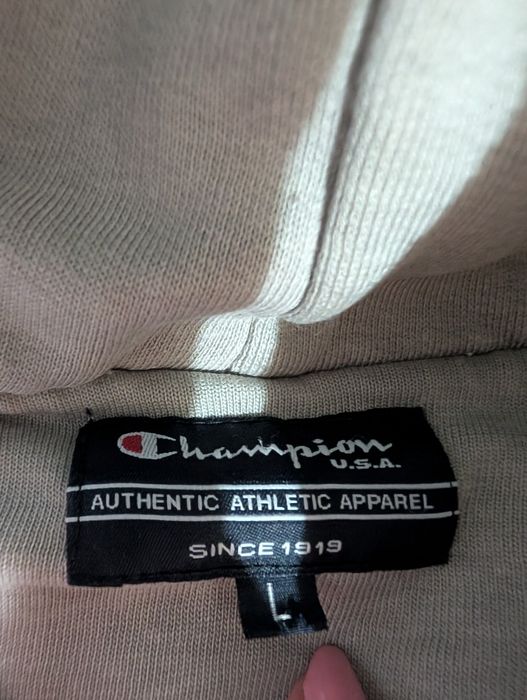 Champion
U.S.A.
AUTHENTIC ATHLETIC APPAREL
SINCE 1919
L